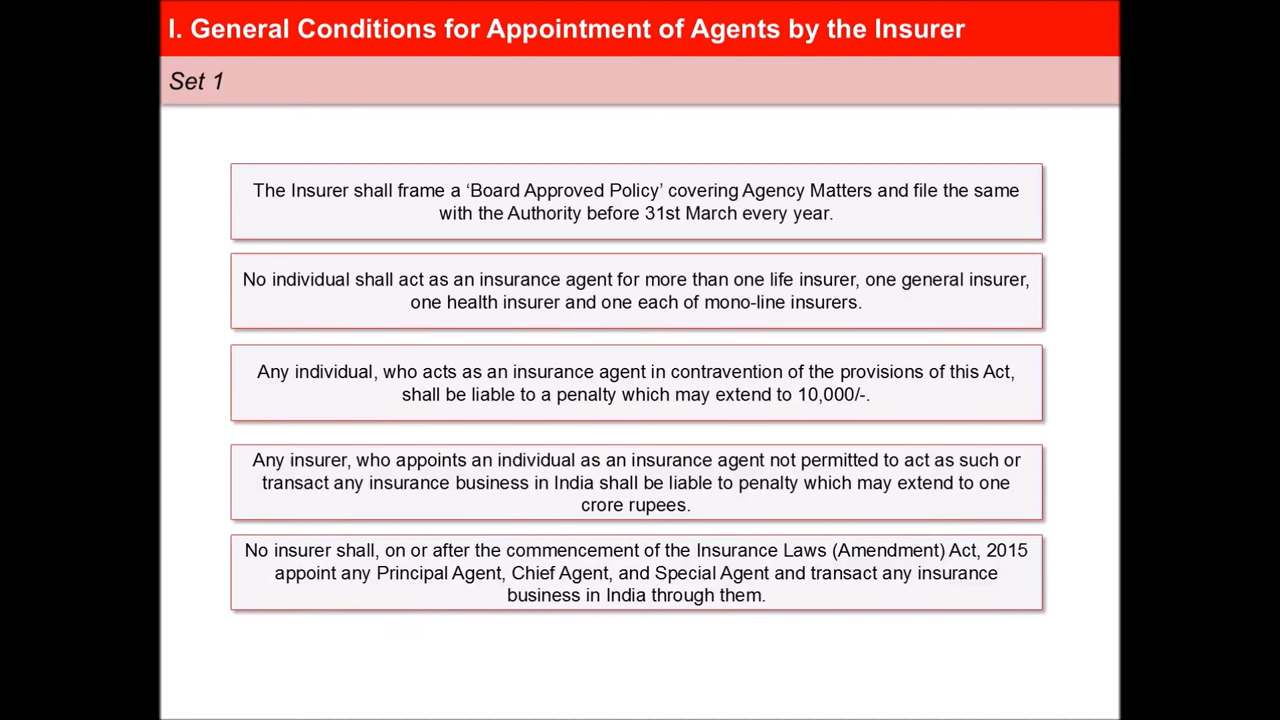 I. General Conditions for Appointment of Agents by the Insurer
Set 1
The Insurer shall frame a ‘Board Approved Policy’ covering Agency Matters and file the same
with the Authority before 31st March every year.
No individual shall act as an insurance agent for more than one life insurer, one general insurer,
one health insurer and one each of mono-line insurers.
Any individual, who acts as an insurance agent in contravention of the provisions of this Act,
shall be liable to a penalty which may extend to 10,000/-.
Any insurer, who appoints an individual as an insurance agent not permitted to act as such or
transact any insurance business in India shall be liable to penalty which may extend to one
crore rupees.
No insurer shall, on or after the commencement of the Insurance Laws (Amendment) Act, 2015
appoint any Principal Agent, Chief Agent, and Special Agent and transact any insurance
business in India through them.